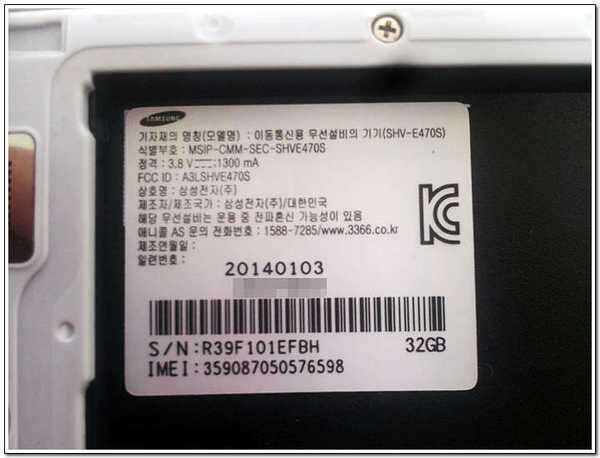 SAMSUNG
기자재의 명칭(모델명) : 이동통신용 무선설비의 기기(SHV-E470S)
식별부호 : MSIP-CMM-SEC-SHVE470S
정격 : 3.8 V 1300 mA
FCC ID : A3LSHVE470S
상호명 : 삼성전자(주)
제조자/제조국가 : 삼성전자(주)/대한민국
해당 무선설비는 운용 중 전파혼신 가능성이 있음
애니콜 AS 문의 전화번호 : 1588-7285/www.3366.co.kr
제조연월일 :
일련번호 :
20140103
S/N:R39F101EFBH 32GB
IMEI:359087050576598